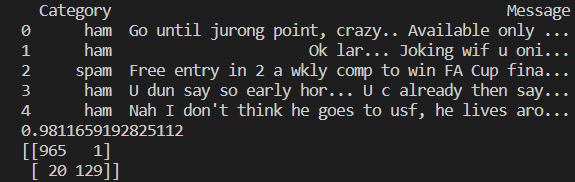 Category Message
0 ham Go until jurong point, crazy.. Available only ...
1 ham Ok lar... Joking wif u oni...
2 spam Free entry in 2 a wkly comp to win FA Cup fina...
3 ham U dun say so early hor... U c already then say...
4 ham Nah I don't think he goes to usf, he lives aro...
0.9811659192825112
[[965 1]
[ 20 129]]